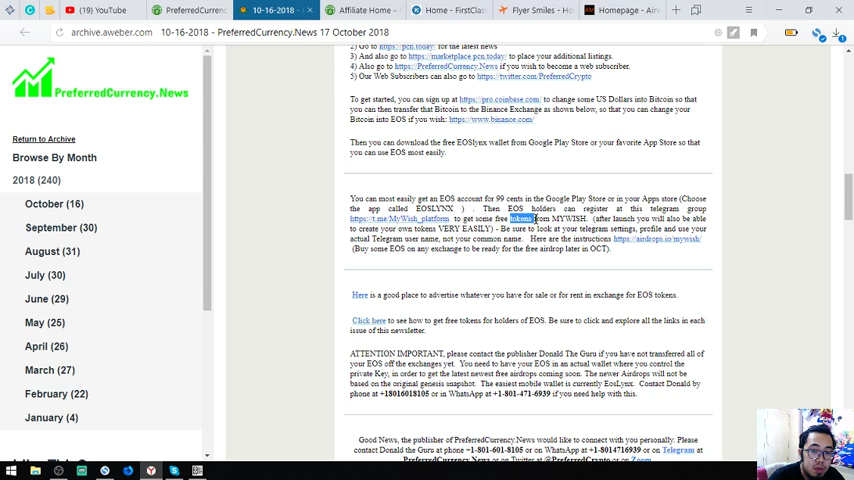 (4) YouTube
PreferredCurrenc
10-16-2018 - PreferredC
Affiliate Home –
Home - FirstClass
Flyer Smiles - Ho
Homepage - Airw
archive.aweber.com
10-16-2018 - PreferredCurrency.News 17 October 2018
PreferredCurrency.News
Return to Archive
Browse By Month
2018 (240)
October (16)
September (30)
August (31)
July (30)
June (29)
May (25)
April (26)
March (27)
February (22)
January (4)
2) Go to https://pcn.today/ for the latest news
3) And also go to https://marketplace.pcn.today/ to place your additional listings.
4) Also go to https://PreferredCurrency.News if you wish to become a web subscriber.
5) Our Web Subscribers can also go to https://twitter.com/PreferredCrypto
To get started, you can sign up at https://pro.coinbase.com/ to change some US Dollars into Bitcoin so that
you can then transfer that Bitcoin to the Binance Exchange as shown below, so that you can change your
Bitcoin into EOS if you wish: https://www.binance.com/
Then you can download the free EOSlynx wallet from Google Play Store or your favorite App Store so that
you can use EOS most easily.
You can most easily get an EOS account for 99 cents in the Google Play Store or in your Apps store (Choose
the app called EOSLYNX ) . Then EOS holders can register at this telegram group
https://t.me/MyWish_platform to get some free tokens from MYWISH. (after launch you will also be able
to create your own tokens VERY EASILY) - Be sure to look at your telegram settings, profile and use your
actual Telegram user name, not your common name. Here are the instructions https://airdrops.io/mywish/
(Buy some EOS on any exchange to be ready for the free airdrop later in OCT).
Here is a good place to advertise whatever you have for sale or for rent in exchange for EOS tokens.
Click here to see how to get free tokens for holders of EOS. Be sure to click and explore all the links in each
issue of this newsletter.
ATTENTION IMPORTANT, please contact the publisher Donald The Guru if you have not transferred all of
your EOS off the exchanges yet. You need to have your EOS in an actual wallet where you control the
private Key, in order to get the latest newest free airdrops coming soon. The newer Airdrops will not be
based on the original genesis snapshot. The easiest mobile wallet is currently EosLynx. Contact Donald by
phone at +18016018105 or in WhatsApp at +1-801-471-6939 if you need help with this.
Good News, the publisher of PreferredCurrency.News would like to connect with you personally. Please
contact Donald the Guru at phone +1-801-601-8105 or on WhatsApp at +18014716939 or in Telegram at
PreferredCurrency.News or on Twitter at @PreferredCrypto or on Zoom